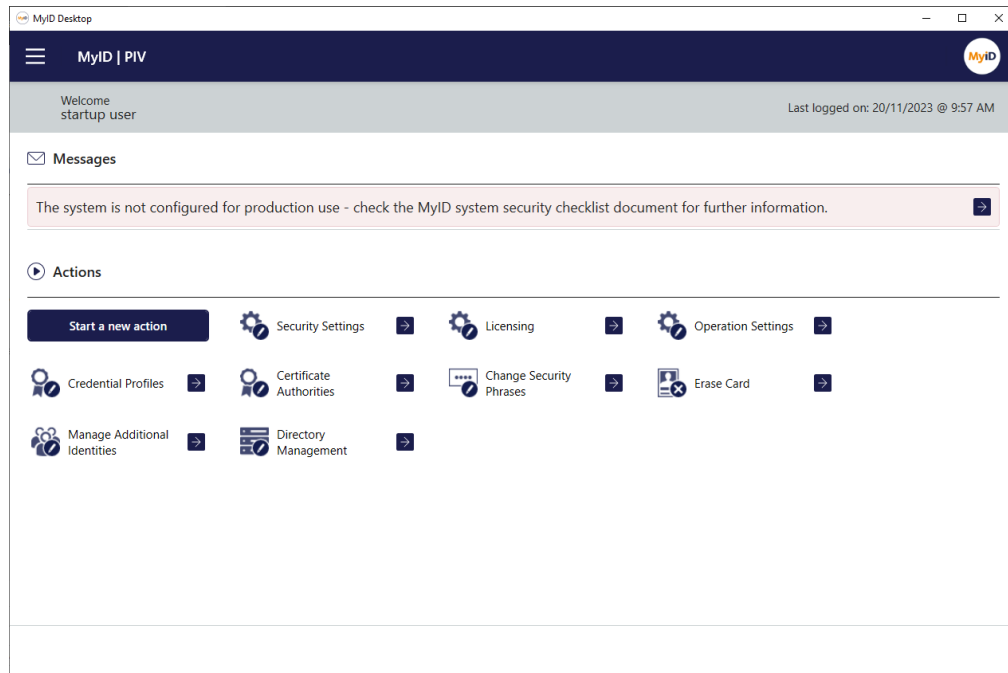 MyID Desktop
MyID | PIV
MyiD
Welcome
startup user
Last logged on: 20/11/2023 @ 9:57 AM
Messages
The system is not configured for production use - check the MyID system security checklist document for further information.
Actions
Start a new action
Security Settings
Licensing
Operation Settings
Credential Profiles
Certificate
Authorities
Change Security
Phrases
Erase Card
Manage Additional
Identities
Directory
Management